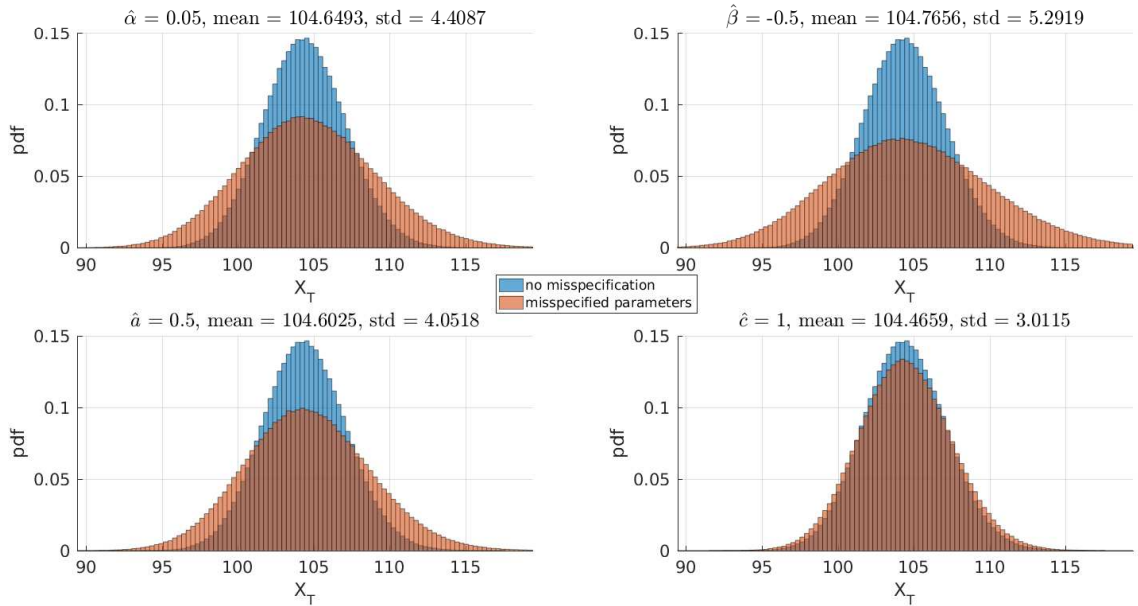 α̂ = 0.05, mean = 104.6493, std = 4.4087
0.15
0.1
0.05
0
pdf
90 95 100 105 110 115
X_T
β̂ = -0.5, mean = 104.7656, std = 5.2919
0.15
0.1
0.05
0
pdf
90 95 100 105 110 115
X_T
no misspecification
misspecified parameters
â = 0.5, mean = 104.6025, std = 4.0518
0.15
0.1
0.05
0
pdf
90 95 100 105 110 115
X_T
ĉ = 1, mean = 104.4659, std = 3.0115
0.15
0.1
0.05
0
pdf
90 95 100 105 110 115
X_T